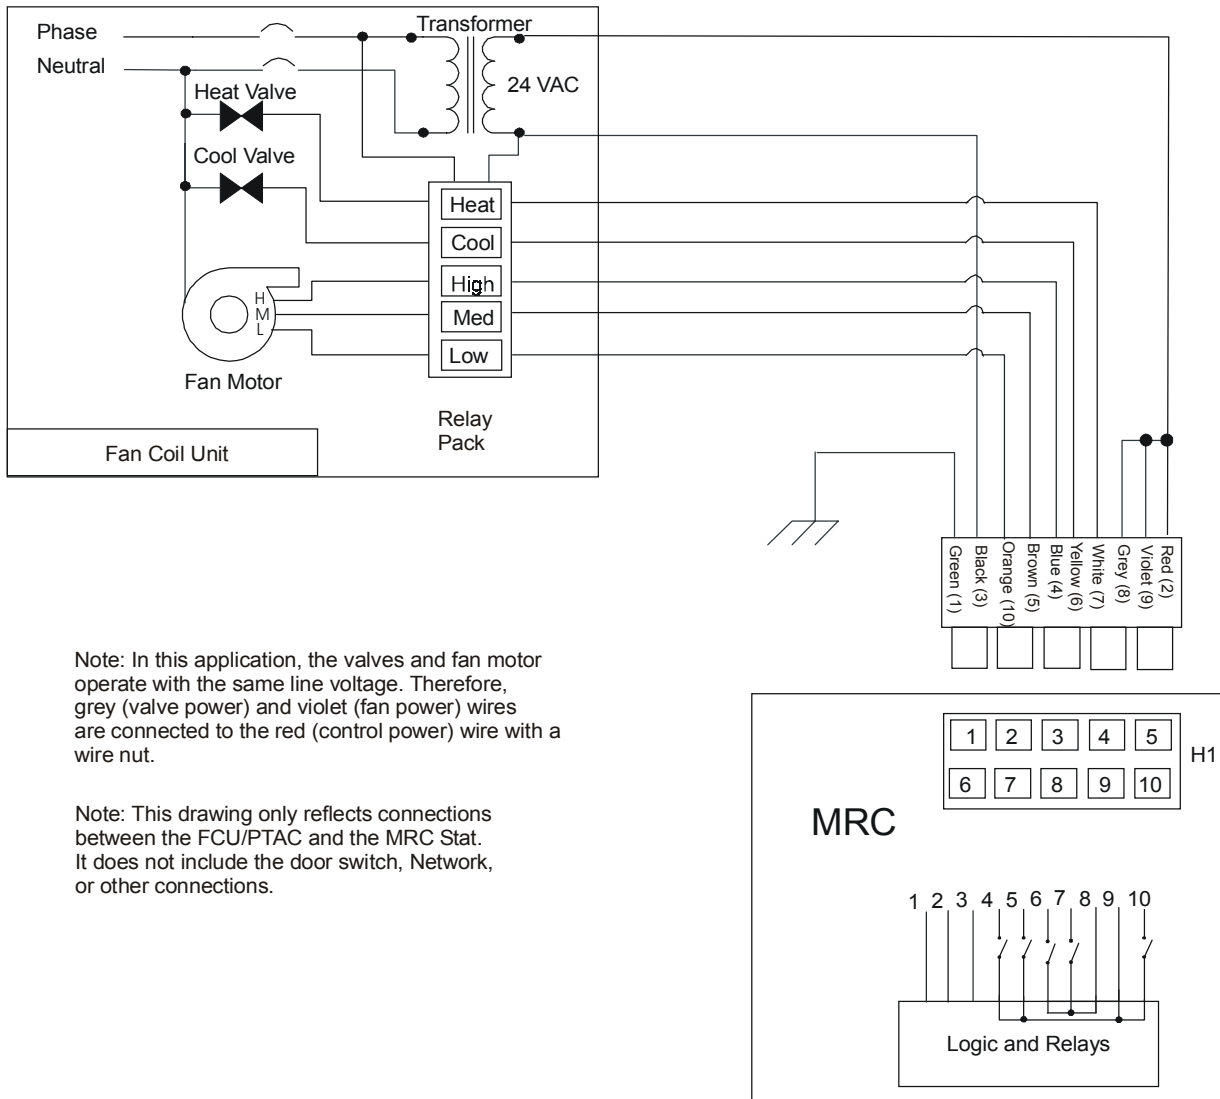 Phase
Neutral
Transformer
24 VAC
Heat Valve
Cool Valve
Heat
Cool
High
Med
Low
H
M
L
Fan Motor
Relay
Pack
Fan Coil Unit
Green (1)
Black (3)
Orange (10)
Brown (5)
Blue (4)
Yellow (6)
White (7)
Grey (8)
Violet (9)
Red (2)
Note: In this application, the valves and fan motor
operate with the same line voltage. Therefore,
grey (valve power) and violet (fan power) wires
are connected to the red (control power) wire with a
wire nut.
Note: This drawing only reflects connections
between the FCU/PTAC and the MRC Stat.
It does not include the door switch, Network,
or other connections.
1 2 3 4 5
H1
6 7 8 9 10
MRC
1 2 3 4 5 6 7 8 9 10
Logic and Relays